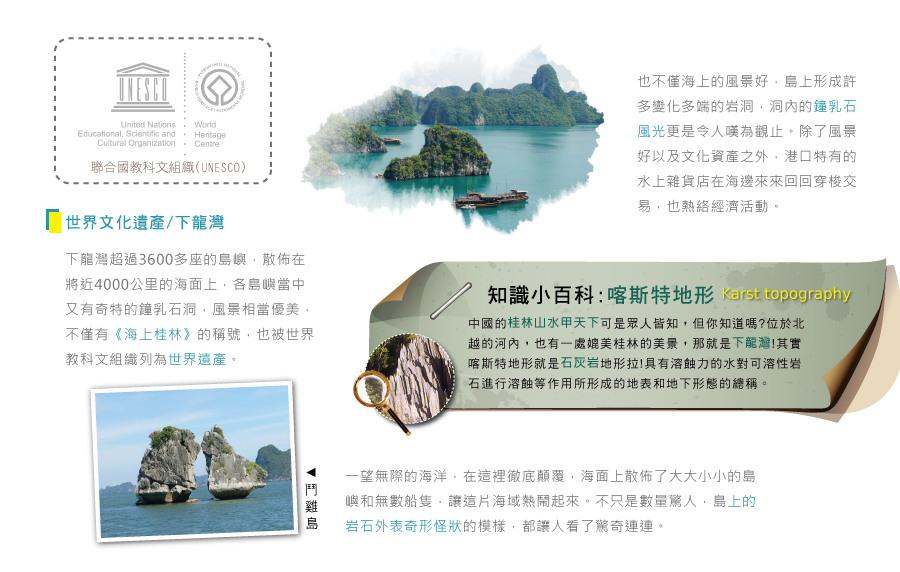 UNESCO
United Nations
Educational, Scientific and
Cultural Organization
World
Heritage
Centre
聯合國教科文組織(UNESCO)
也不僅海上的風景好，島上形成許
多變化多端的岩洞，洞內的鐘乳石
風光更是令人嘆為觀止。除了風景
好以及文化資產之外，港口特有的
水上雜貨店在海邊來來回回穿梭交
易，也熱絡經濟活動。
世界文化遺產/下龍灣
下龍灣超過3600多座的島嶼，散佈在
將近4000公里的海面上，各島嶼當中
又有奇特的鐘乳石洞，風景相當優美，
不僅有《海上桂林》的稱號，也被世界
教科文組織列為世界遺產。
知識小百科:喀斯特地形 Karst topography
中國的桂林山水甲天下可是眾人皆知，但你知道嗎?位於北
越的河內，也有一處媲美桂林的美景，那就是下龍灣!其實
喀斯特地形就是石灰岩地形拉!具有溶蝕力的水對可溶性岩
石進行溶蝕等作用所形成的地表和地下形態的總稱。
◀鬥雞島
一望無際的海洋，在這裡徹底顛覆，海面上散佈了大大小小的島
嶼和無數船隻，讓這片海域熱鬧起來。不只是數量驚人，島上的
岩石外表奇形怪狀的模樣，都讓人看了驚奇連連。